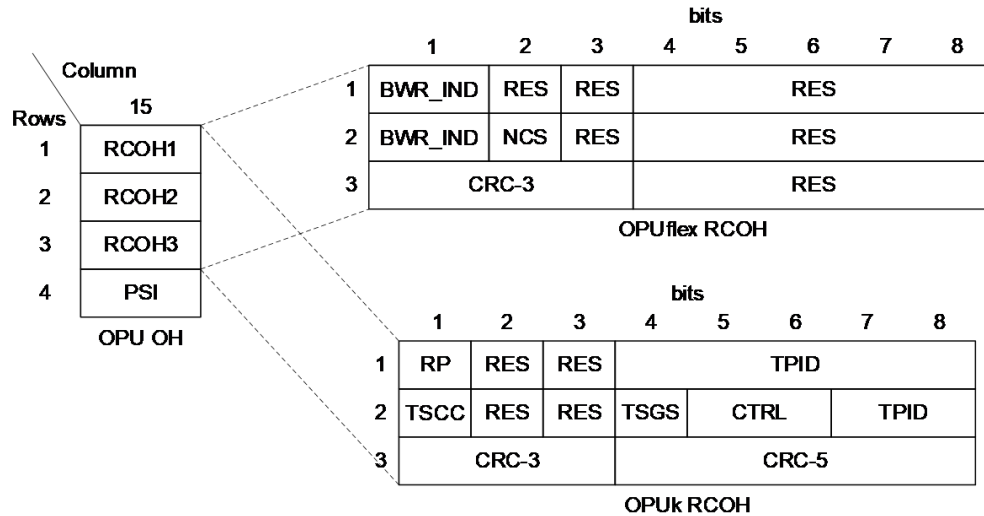 bits
1 2 3 4 5 6 7 8
Column
15
Rows
1 RCOH1
2 RCOH2
3 RCOH3
4 PSI
OPU OH
1 BWR_IND RES RES RES
2 BWR_IND NCS RES RES
3 CRC-3 RES
OPUflex RCOH
bits
1 2 3 4 5 6 7 8
1 RP RES RES TPID
2 TSCC RES RES TSGS CTRL TPID
3 CRC-3 CRC-5
OPUk RCOH